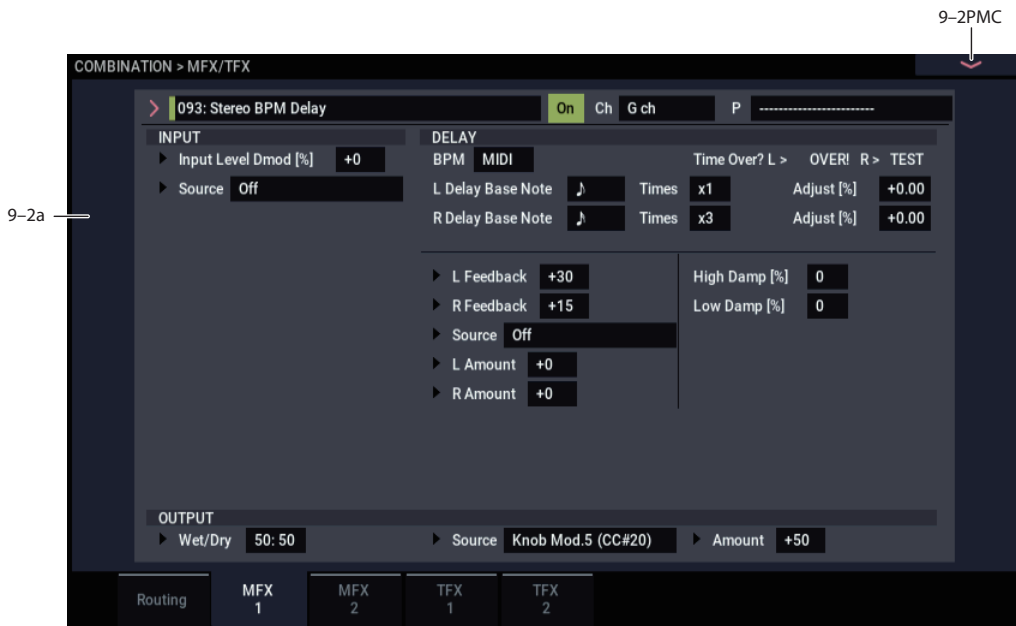 9–2PMC
COMBINATION > MFX/TFX
093: Stereo BPM Delay On Ch G ch P ------------------------
INPUT DELAY
Input Level Dmod [%] +0 BPM MIDI Time Over? L > OVER! R > TEST
Source Off L Delay Base Note ♪ Times x1 Adjust [%] +0.00
9–2a
R Delay Base Note ♪ Times x3 Adjust [%] +0.00
L Feedback +30 High Damp [%] 0
R Feedback +15 Low Damp [%] 0
Source Off
L Amount +0
R Amount +0
OUTPUT
Wet/Dry 50: 50 Source Knob Mod.5 (CC#20) Amount +50
Routing MFX 1 MFX 2 TFX 1 TFX 2